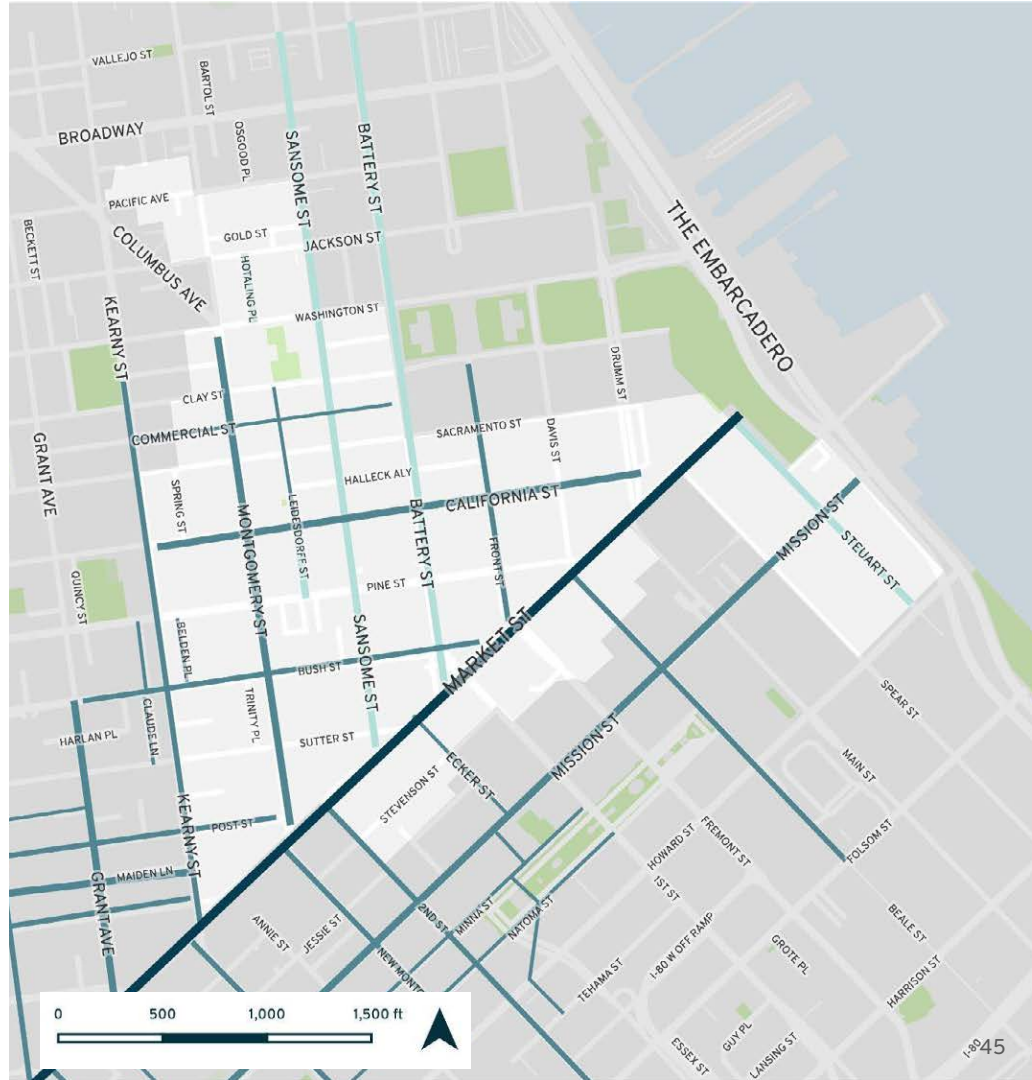 VALLEJO ST
BARTOL ST
BROADWAY
OSGOOD PL
SANSOME ST
BATTERY ST
PACIFIC AVE
GOLD ST
JACKSON ST
BECKETT ST
COLUMBUS AVE
HOTALING PL
THE EMBARCADERO
WASHINGTON ST
KEARNY ST
DRUMM ST
CLAY ST
COMMERCIAL ST
SACRAMENTO ST
DAVIS ST
GRANT AVE
HALLECK ALY
SPRING ST
CALIFORNIA ST
LEIDESDORFF ST
MONTGOMERY ST
BATTERY ST
FRONT ST
MISSION ST
STEUART ST
PINE ST
QUINCY ST
BELDEN PL
SANSOME ST
MARKET ST
BUSH ST
TRINITY PL
CLAUDE LN
HARLAN PL
SUTTER ST
SPEAR ST
MISSION ST
ECKER ST
STEVENSON ST
MAIN ST
KEARNY ST
POST ST
HOWARD ST
FREMONT ST
FOLSOM ST
MAIDEN LN
1ST ST
GRANT AVE
2ND ST
MINNA ST
NATOMA ST
ANNIE ST
JESSIE ST
NEW MONTG
I-80 W OFF RAMP
GROTE PL
BEALE ST
TEHAMA ST
HARRISON ST
GUY PL
ESSEX ST
LANSING ST
I-80
0 500 1,000 1,500 ft
45